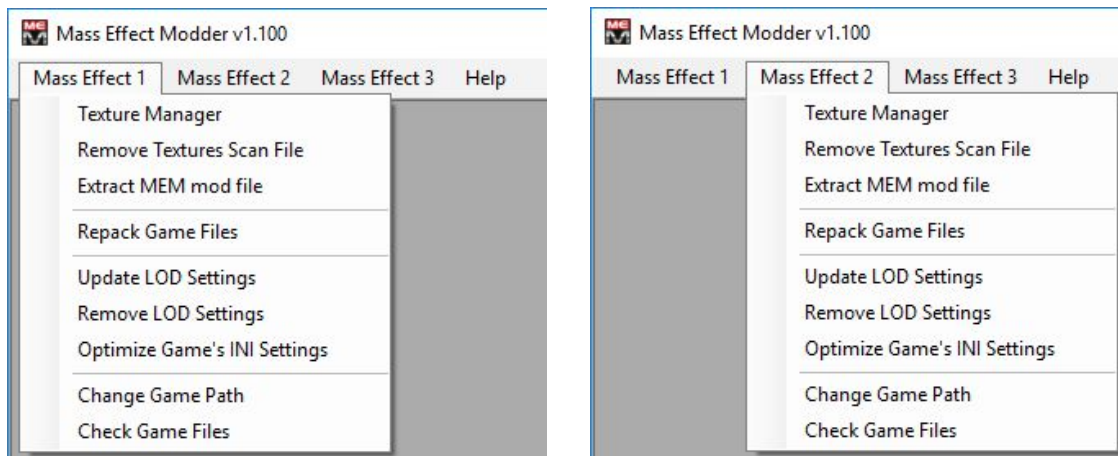 Mass Effect Modder v1.100
Mass Effect 1 Mass Effect 2 Mass Effect 3 Help
Texture Manager
Remove Textures Scan File
Extract MEM mod file
Repack Game Files
Update LOD Settings
Remove LOD Settings
Optimize Game's INI Settings
Change Game Path
Check Game Files
Mass Effect Modder v1.100
Mass Effect 1 Mass Effect 2 Mass Effect 3 Help
Texture Manager
Remove Textures Scan File
Extract MEM mod file
Repack Game Files
Update LOD Settings
Remove LOD Settings
Optimize Game's INI Settings
Change Game Path
Check Game Files